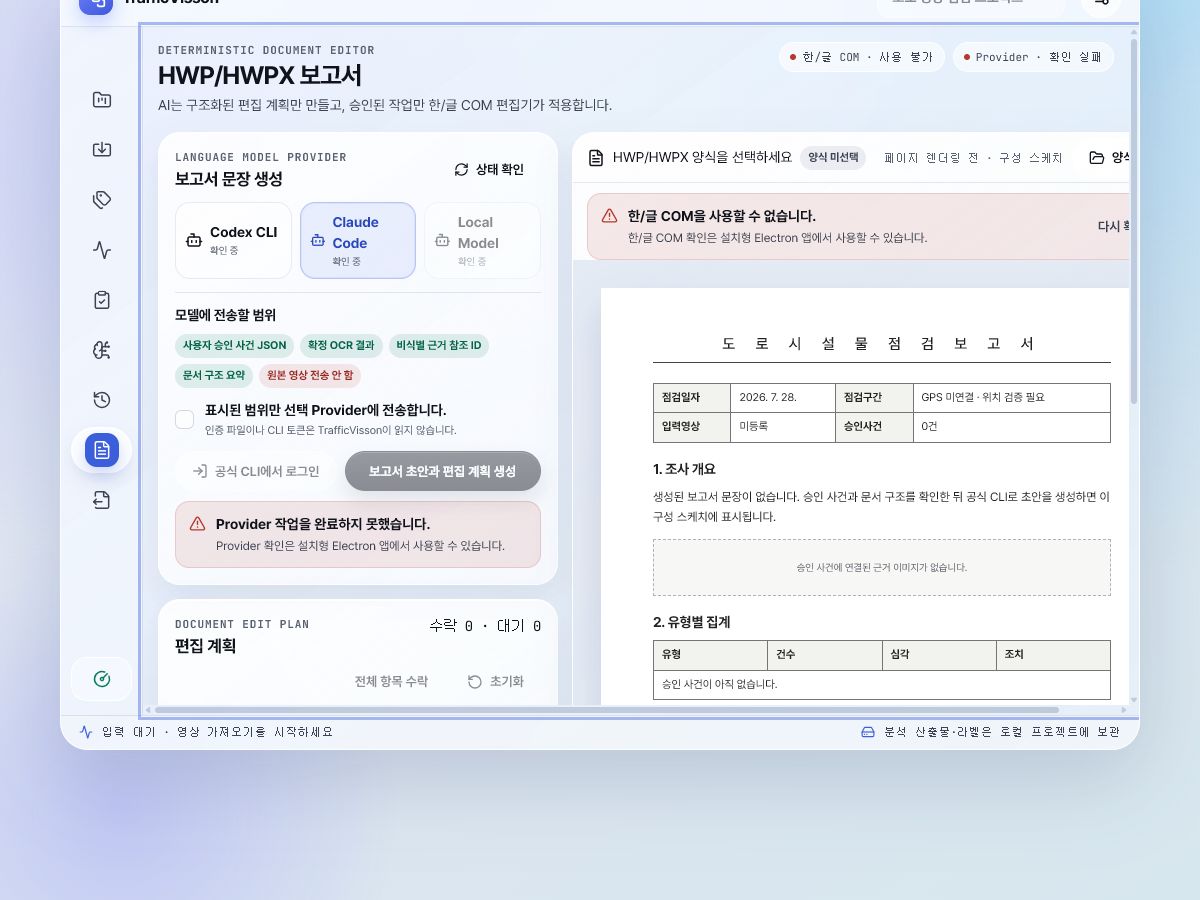 DETERMINISTIC DOCUMENT EDITOR
HWP/HWPX 보고서
AI는 구조화된 편집 계획만 만들고, 승인된 작업만 한/글 COM 편집기가 적용합니다.
한/글 COM · 사용 불가
Provider · 확인 실패
LANGUAGE MODEL PROVIDER
보고서 문장 생성
상태 확인
Codex CLI
확인 중
Claude Code
확인 중
Local Model
확인 중
모델에 전송할 범위
사용자 승인 사건 JSON
확정 OCR 결과
비식별 근거 참조 ID
문서 구조 요약
원본 영상 전송 안 함
표시된 범위만 선택 Provider에 전송합니다.
인증 파일이나 CLI 토큰은 TrafficVisson이 읽지 않습니다.
공식 CLI에서 로그인
보고서 초안과 편집 계획 생성
Provider 작업을 완료하지 못했습니다.
Provider 확인은 설치형 Electron 앱에서 사용할 수 있습니다.
DOCUMENT EDIT PLAN
편집 계획
수락 0 · 대기 0
전체 항목 수락
초기화
HWP/HWPX 양식을 선택하세요
양식 미선택
페이지 렌더링 전 · 구성 스케치
양식
한/글 COM을 사용할 수 없습니다.
한/글 COM 확인은 설치형 Electron 앱에서 사용할 수 있습니다.
다시
도로시설물점검보고서
점검일자 2026. 7. 28. 점검구간 GPS 미연결 · 위치 검증 필요
입력영상 미등록 승인사건 0건
1. 조사 개요
생성된 보고서 문장이 없습니다. 승인 사건과 문서 구조를 확인한 뒤 공식 CLI로 초안을 생성하면 이
구성 스케치에 표시됩니다.
승인 사건에 연결된 근거 이미지가 없습니다.
2. 유형별 집계
유형 건수 심각 조치
승인 사건이 아직 없습니다.
입력 대기 · 영상 가져오기를 시작하세요
분석 산출물·라벨은 로컬 프로젝트에 보관